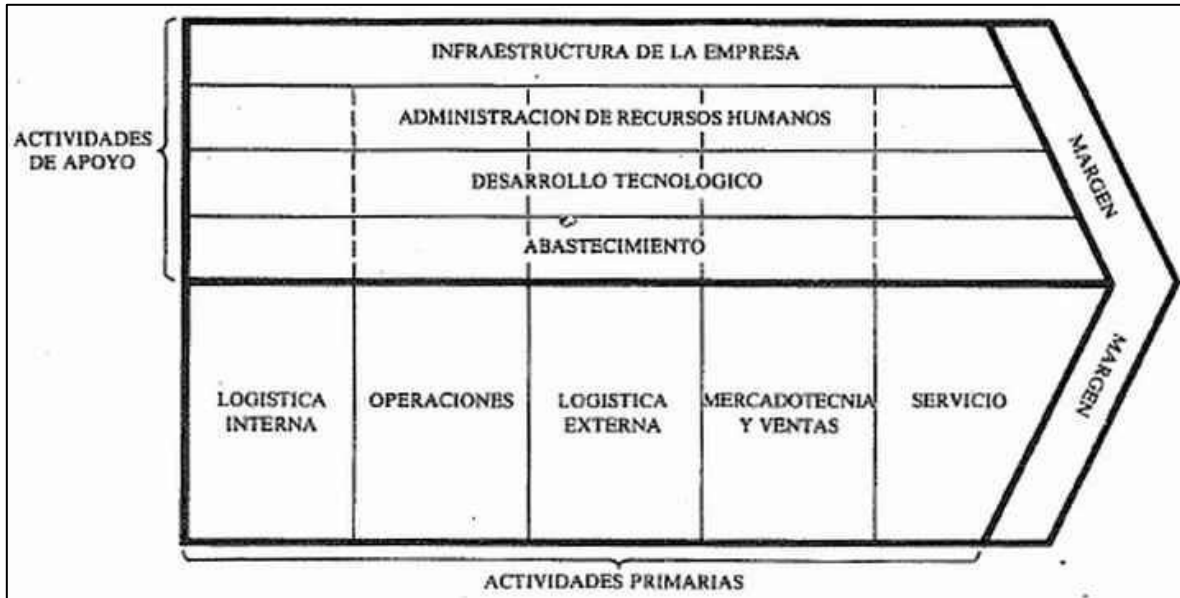 INFRAESTRUCTURA DE LA EMPRESA
ADMINISTRACION DE RECURSOS HUMANOS
ACTIVIDADES
DE APOYO
DESARROLLO TECNOLOGICO
ABASTECIMIENTO
MARGEN
LOGISTICA
INTERNA
OPERACIONES
LOGISTICA
EXTERNA
MERCADOTECNIA
Y VENTAS
SERVICIO
MARGEN
ACTIVIDADES PRIMARIAS